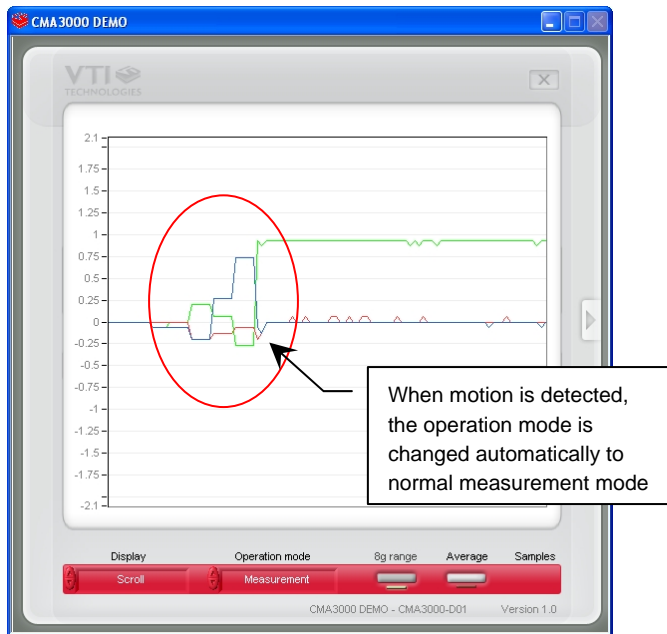 CMA3000 DEMO
VTI
TECHNOLOGIES
2.1
1.75
1.5
1.25
1
0.75
0.5
0.25
0
-0.25
-0.5
-0.75
-1
-1.25
-1.5
-1.75
-2.1
When motion is detected,
the operation mode is
changed automatically to
normal measurement mode
Display Operation mode 8g range Average Samples
Scroll Measurement
CMA3000 DEMO - CMA3000-D01 Version 1.0